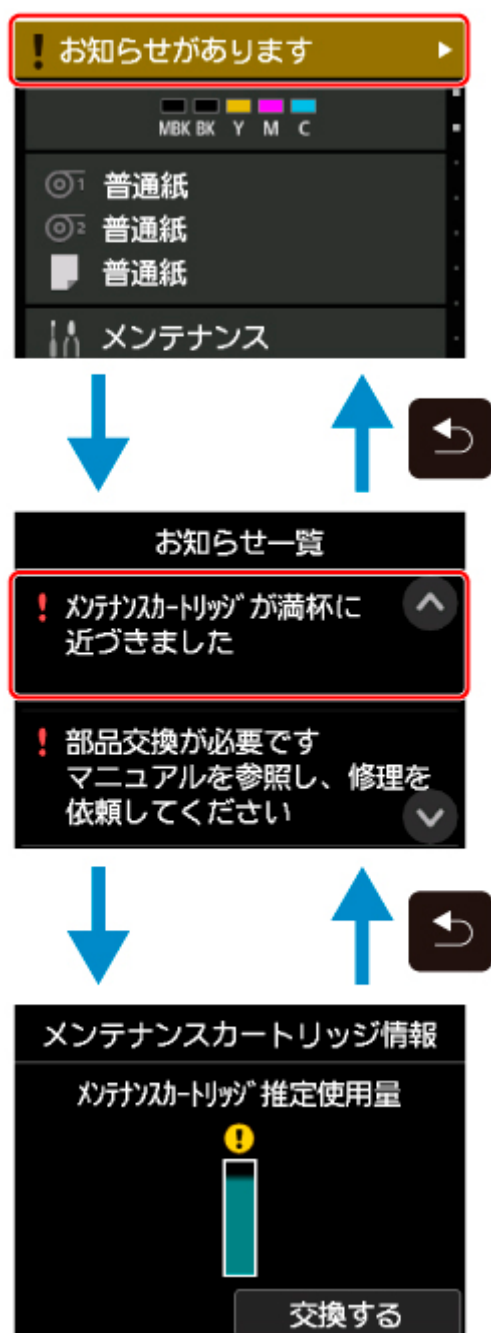 ! お知らせがあります
MBK BK Y M C
1 普通紙
2 普通紙
普通紙
メンテナンス
お知らせ一覧
! ﾒﾝﾃﾅﾝｽｶｰﾄﾘｯｼﾞが満杯に
近づきました
! 部品交換が必要です
マニュアルを参照し、修理を
依頼してください
メンテナンスカートリッジ情報
ﾒﾝﾃﾅﾝｽｶｰﾄﾘｯｼﾞ推定使用量
!
交換する